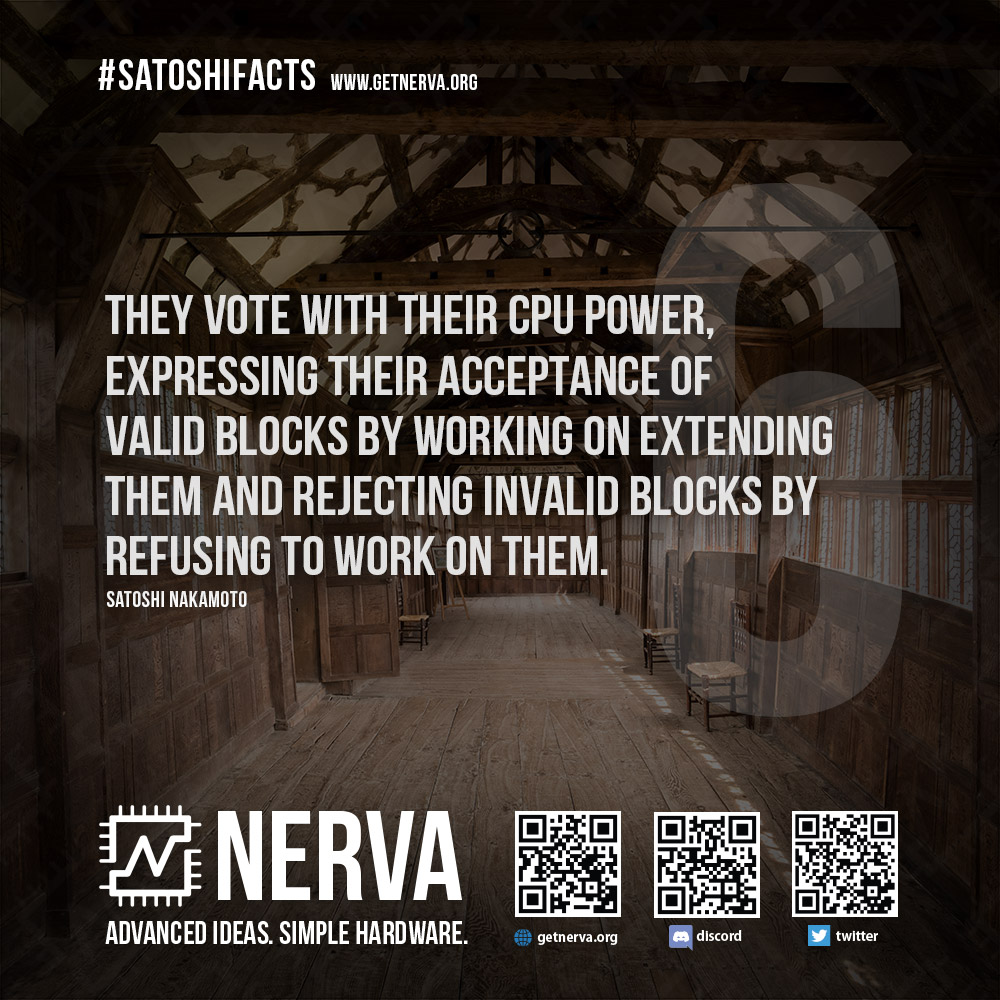 #SATOSHIFACTS WWW.GETNERVA.ORG
6
THEY VOTE WITH THEIR CPU POWER,
EXPRESSING THEIR ACCEPTANCE OF
VALID BLOCKS BY WORKING ON EXTENDING
THEM AND REJECTING INVALID BLOCKS BY
REFUSING TO WORK ON THEM.
SATOSHI NAKAMOTO
NERVA
ADVANCED IDEAS. SIMPLE HARDWARE.
getnerva.org discord twitter